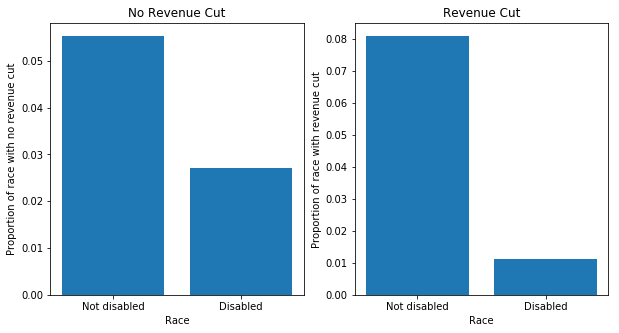 No Revenue Cut
Proportion of race with no revenue cut
0.05
0.04
0.03
0.02
0.01
0.00
Not disabled
Disabled
Race
Revenue Cut
Proportion of race with revenue cut
0.08
0.07
0.06
0.05
0.04
0.03
0.02
0.01
0.00
Not disabled
Disabled
Race